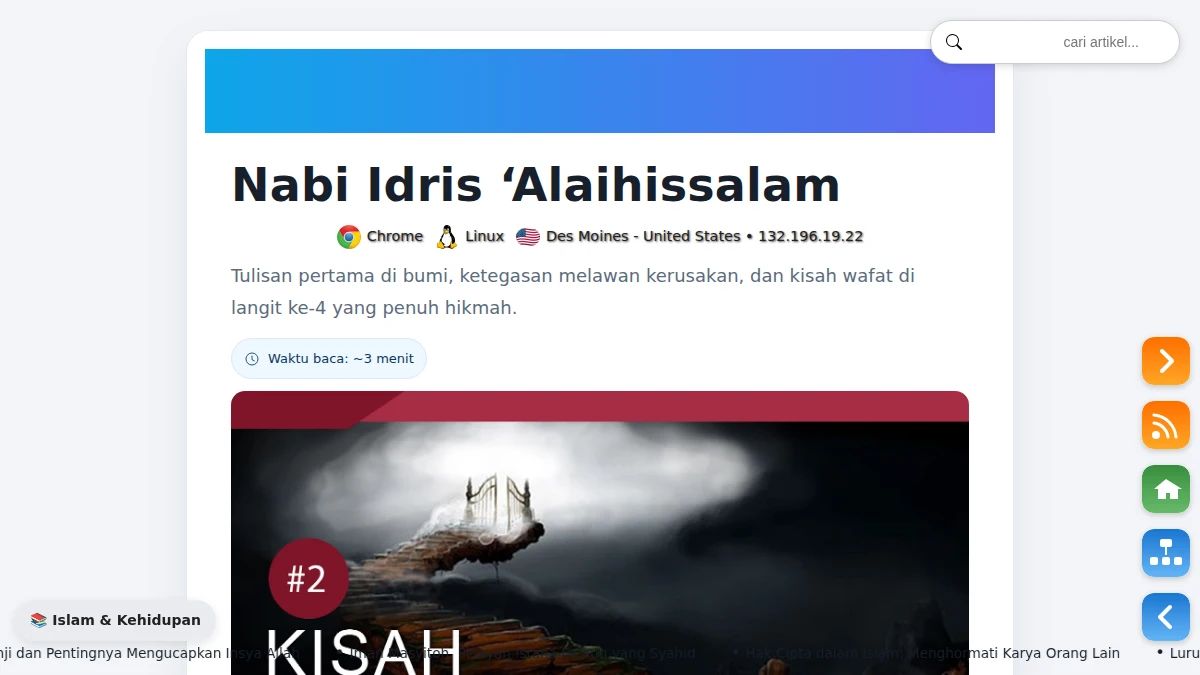 cari artikel...
Nabi Idris ‘Alaihissalam
Chrome Linux Des Moines - United States • 132.196.19.22
Tulisan pertama di bumi, ketegasan melawan kerusakan, dan kisah wafat di
langit ke-4 yang penuh hikmah.
Waktu baca: ~3 menit
#2
KISAH
Islam & Kehidupan
nji dan Pentingnya Mengucapkan Insya Allah • yang Syahid • Hak Cipta dalam Islam: Menghormati Karya Orang Lain • Luru